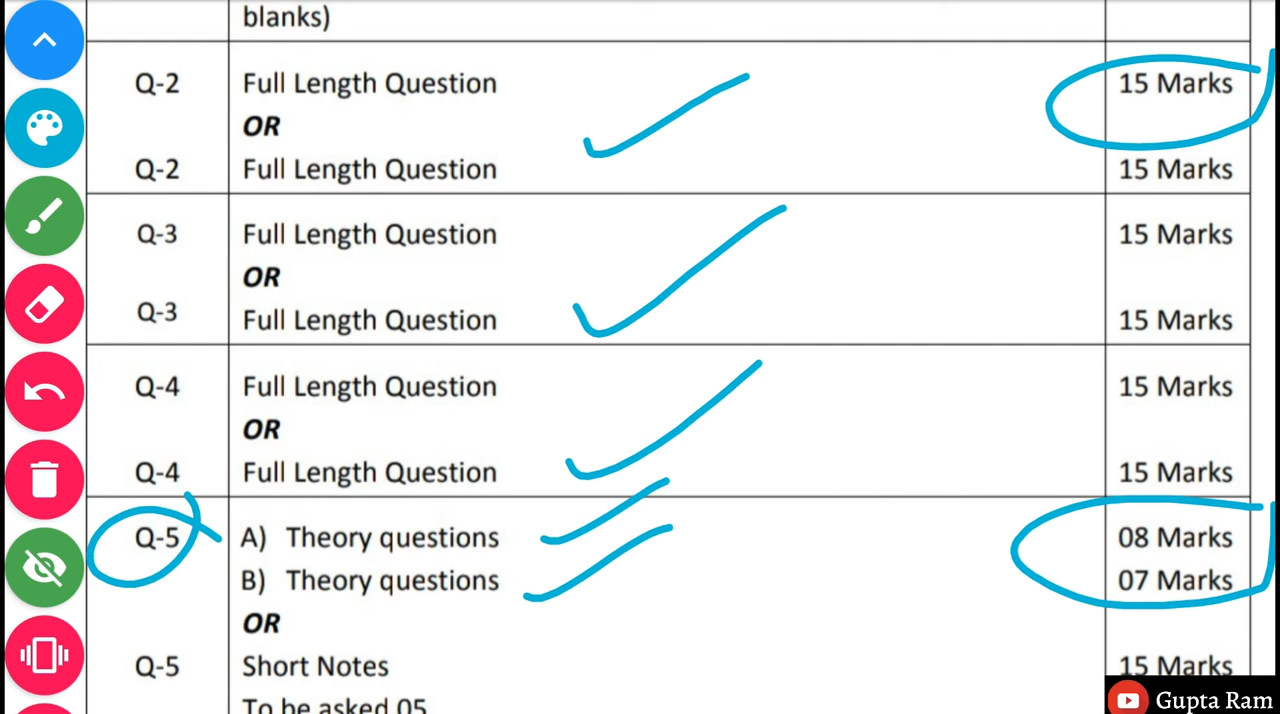 blanks)
Q-2 Full Length Question 15 Marks
OR
Q-2 Full Length Question 15 Marks
Q-3 Full Length Question 15 Marks
OR
Q-3 Full Length Question 15 Marks
Q-4 Full Length Question 15 Marks
OR
Q-4 Full Length Question 15 Marks
Q-5 A) Theory questions 08 Marks
B) Theory questions 07 Marks
OR
Q-5 Short Notes 15 Marks
To be asked 05
Gupta Ram